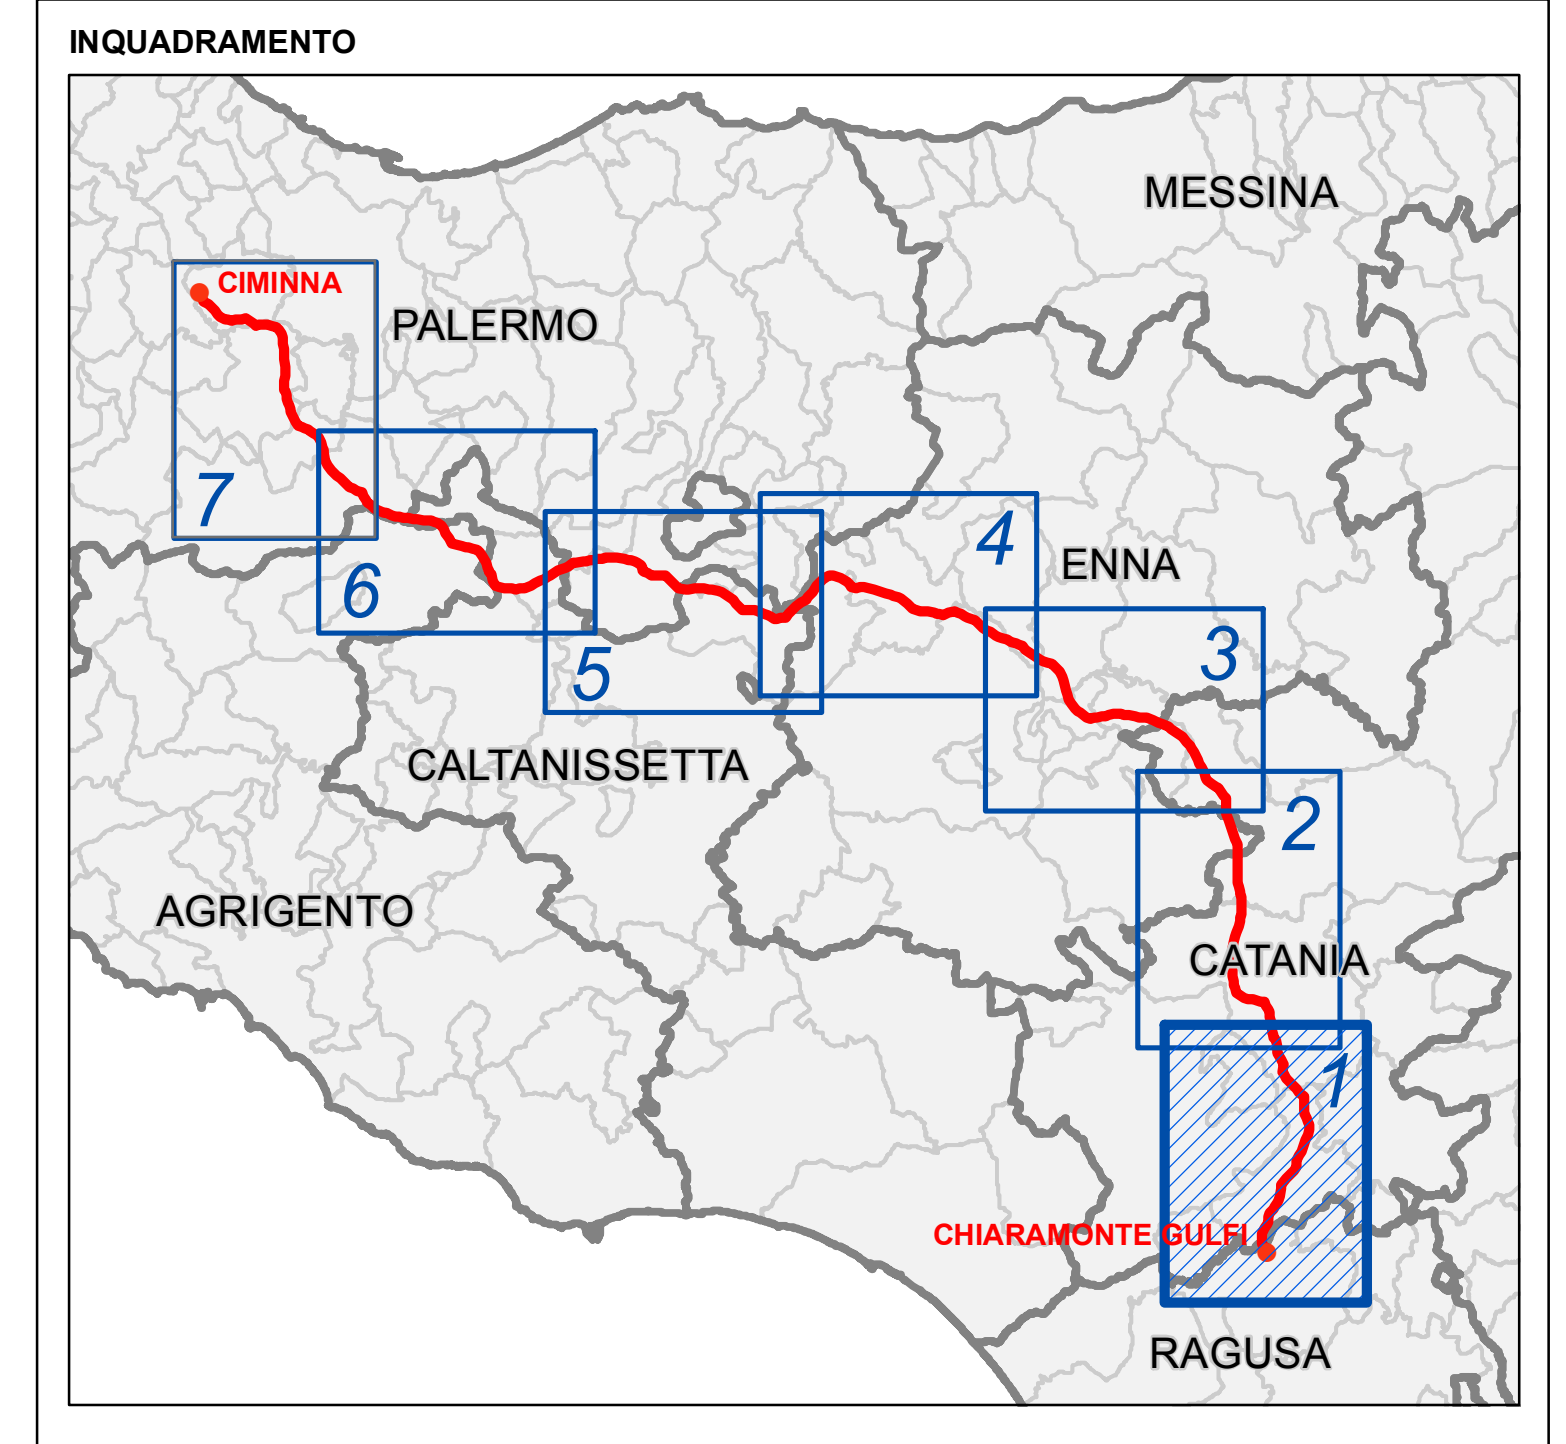 INQUADRAMENTO
MESSINA
CIMINNA
PALERMO
7
4
ENNA
6
3
5
CALTANISSETTA
2
AGRIGENTO
CATANIA
1
CHIARAMONTE GULFI
RAGUSA